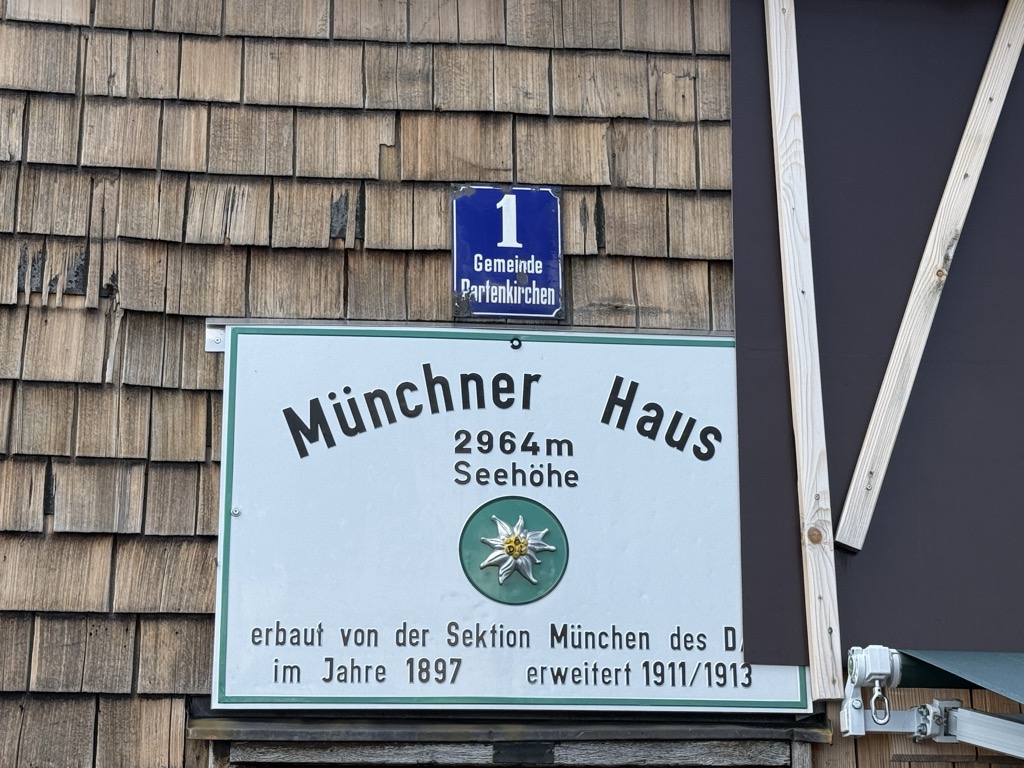 1
Gemeinde
Partenkirchen
Münchner Haus
2964m
Seehöhe
erbaut von der Sektion München des
im Jahre 1897 erweitert 1911/1913